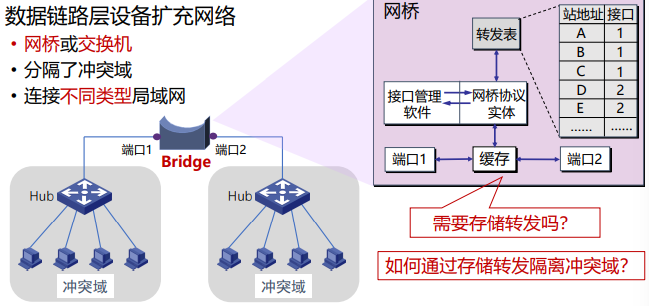 数据链路层设备扩充网络
• 网桥或交换机
• 分隔了冲突域
• 连接不同类型局域网
端口1
端口2
Bridge
Hub
Hub
冲突域
冲突域
网桥
转发表
站地址 接口
A 1
B 1
C 1
D 2
E 2
…… ……
接口管理
软件
网桥协议
实体
端口1
缓存
端口2
需要存储转发吗？
如何通过存储转发隔离冲突域？